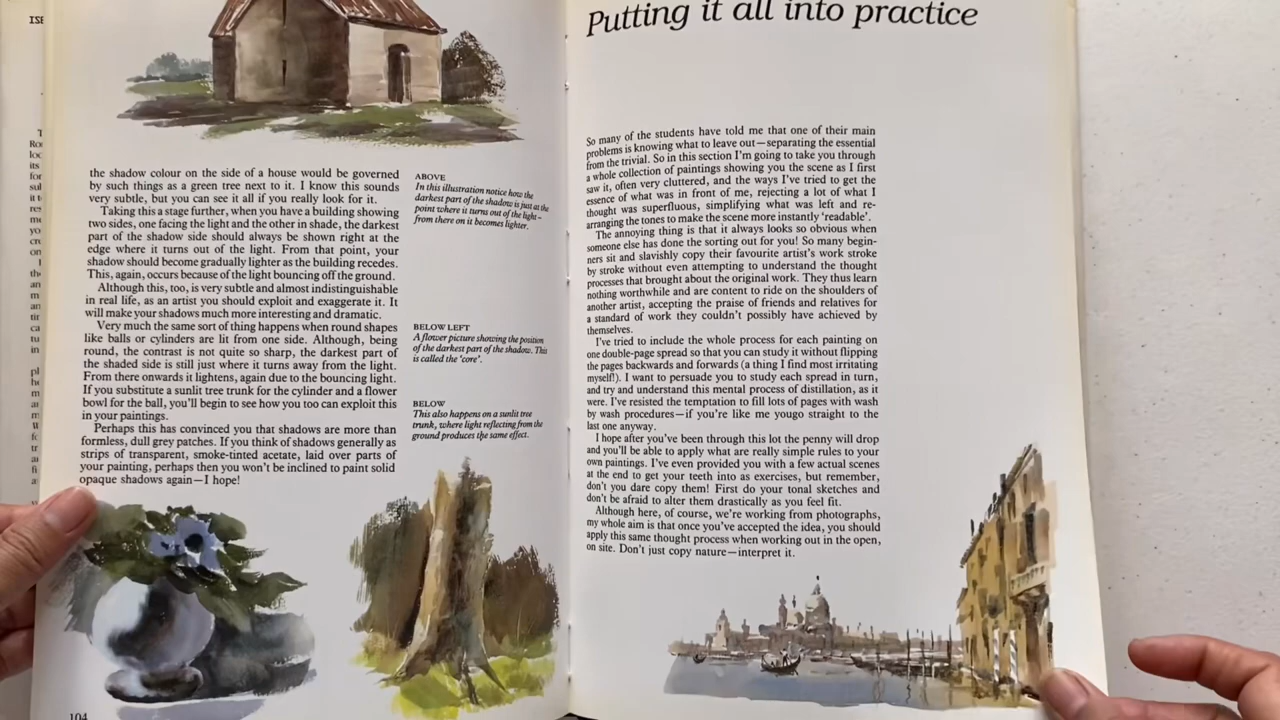 ISB
the shadow colour on the side of a house would be governed
by such things as a green tree next to it. I know this sounds
very subtle, but you can see it all if you really look for it.
Taking this a stage further, when you have a building showing
two sides, one facing the light and the other in shade, the darkest
part of the shadow side should always be shown right at the
edge where it turns out of the light. From that point, your
shadow should become gradually lighter as the building recedes.
This, again, occurs because of the light bouncing off the ground.
Although this, too, is very subtle and almost indistinguishable
in real life, as an artist you should exploit and exaggerate it. It
will make your shadows much more interesting and dramatic.
Very much the same sort of thing happens when round shapes
like balls or cylinders are lit from one side. Although, being
round, the contrast is not quite so sharp, the darkest part of
the shaded side is still just where it turns away from the light.
From there onwards it lightens, again due to the bouncing light.
If you substitute a sunlit tree trunk for the cylinder and a flower
bowl for the ball, you'll begin to see how you too can exploit this
in your paintings.
Perhaps this has convinced you that shadows are more than
formless, dull grey patches. If you think of shadows generally as
strips of transparent, smoke-tinted acetate, laid over parts of
your painting, perhaps then you won't be inclined to paint solid
opaque shadows again—I hope!
ABOVE
In this illustration notice how the
darkest part of the shadow is just at the
point where it turns out of the light–
from there on it becomes lighter.
BELOW LEFT
A flower picture showing the position
of the darkest part of the shadow. This
is called the 'core'.
BELOW
This also happens on a sunlit tree
trunk, where light reflecting from the
ground produces the same effect.
104
Putting it all into practice
So many of the students have told me that one of their main
problems is knowing what to leave out—separating the essential
from the trivial. So in this section I'm going to take you through
a whole collection of paintings showing you the scene as I first
saw it, often very cluttered, and the ways I've tried to get the
essence of what was in front of me, rejecting a lot of what I
thought was superfluous, simplifying what was left and re-
arranging the tones to make the scene more instantly 'readable'.
The annoying thing is that it always looks so obvious when
someone else has done the sorting out for you! So many begin-
ners sit and slavishly copy their favourite artist's work stroke
by stroke without even attempting to understand the thought
processes that brought about the original work. They thus learn
nothing worthwhile and are content to ride on the shoulders of
another artist, accepting the praise of friends and relatives for
a standard of work they couldn't possibly have achieved by
themselves.
I've tried to include the whole process for each painting on
one double-page spread so that you can study it without flipping
the pages backwards and forwards (a thing I find most irritating
myself!). I want to persuade you to study each spread in turn,
and try and understand this mental process of distillation, as it
were. I've resisted the temptation to fill lots of pages with wash
by wash procedures—if you're like me yougo straight to the
last one anyway.
I hope after you've been through this lot the penny will drop
and you'll be able to apply what are really simple rules to your
own paintings. I've even provided you with a few actual scenes
at the end to get your teeth into as exercises, but remember,
don't you dare copy them! First do your tonal sketches and
don't be afraid to alter them drastically as you feel fit.
Although here, of course, we're working from photographs,
my whole aim is that once you've accepted the idea, you should
apply this same thought process when working out in the open,
on site. Don't just copy nature—interpret it.